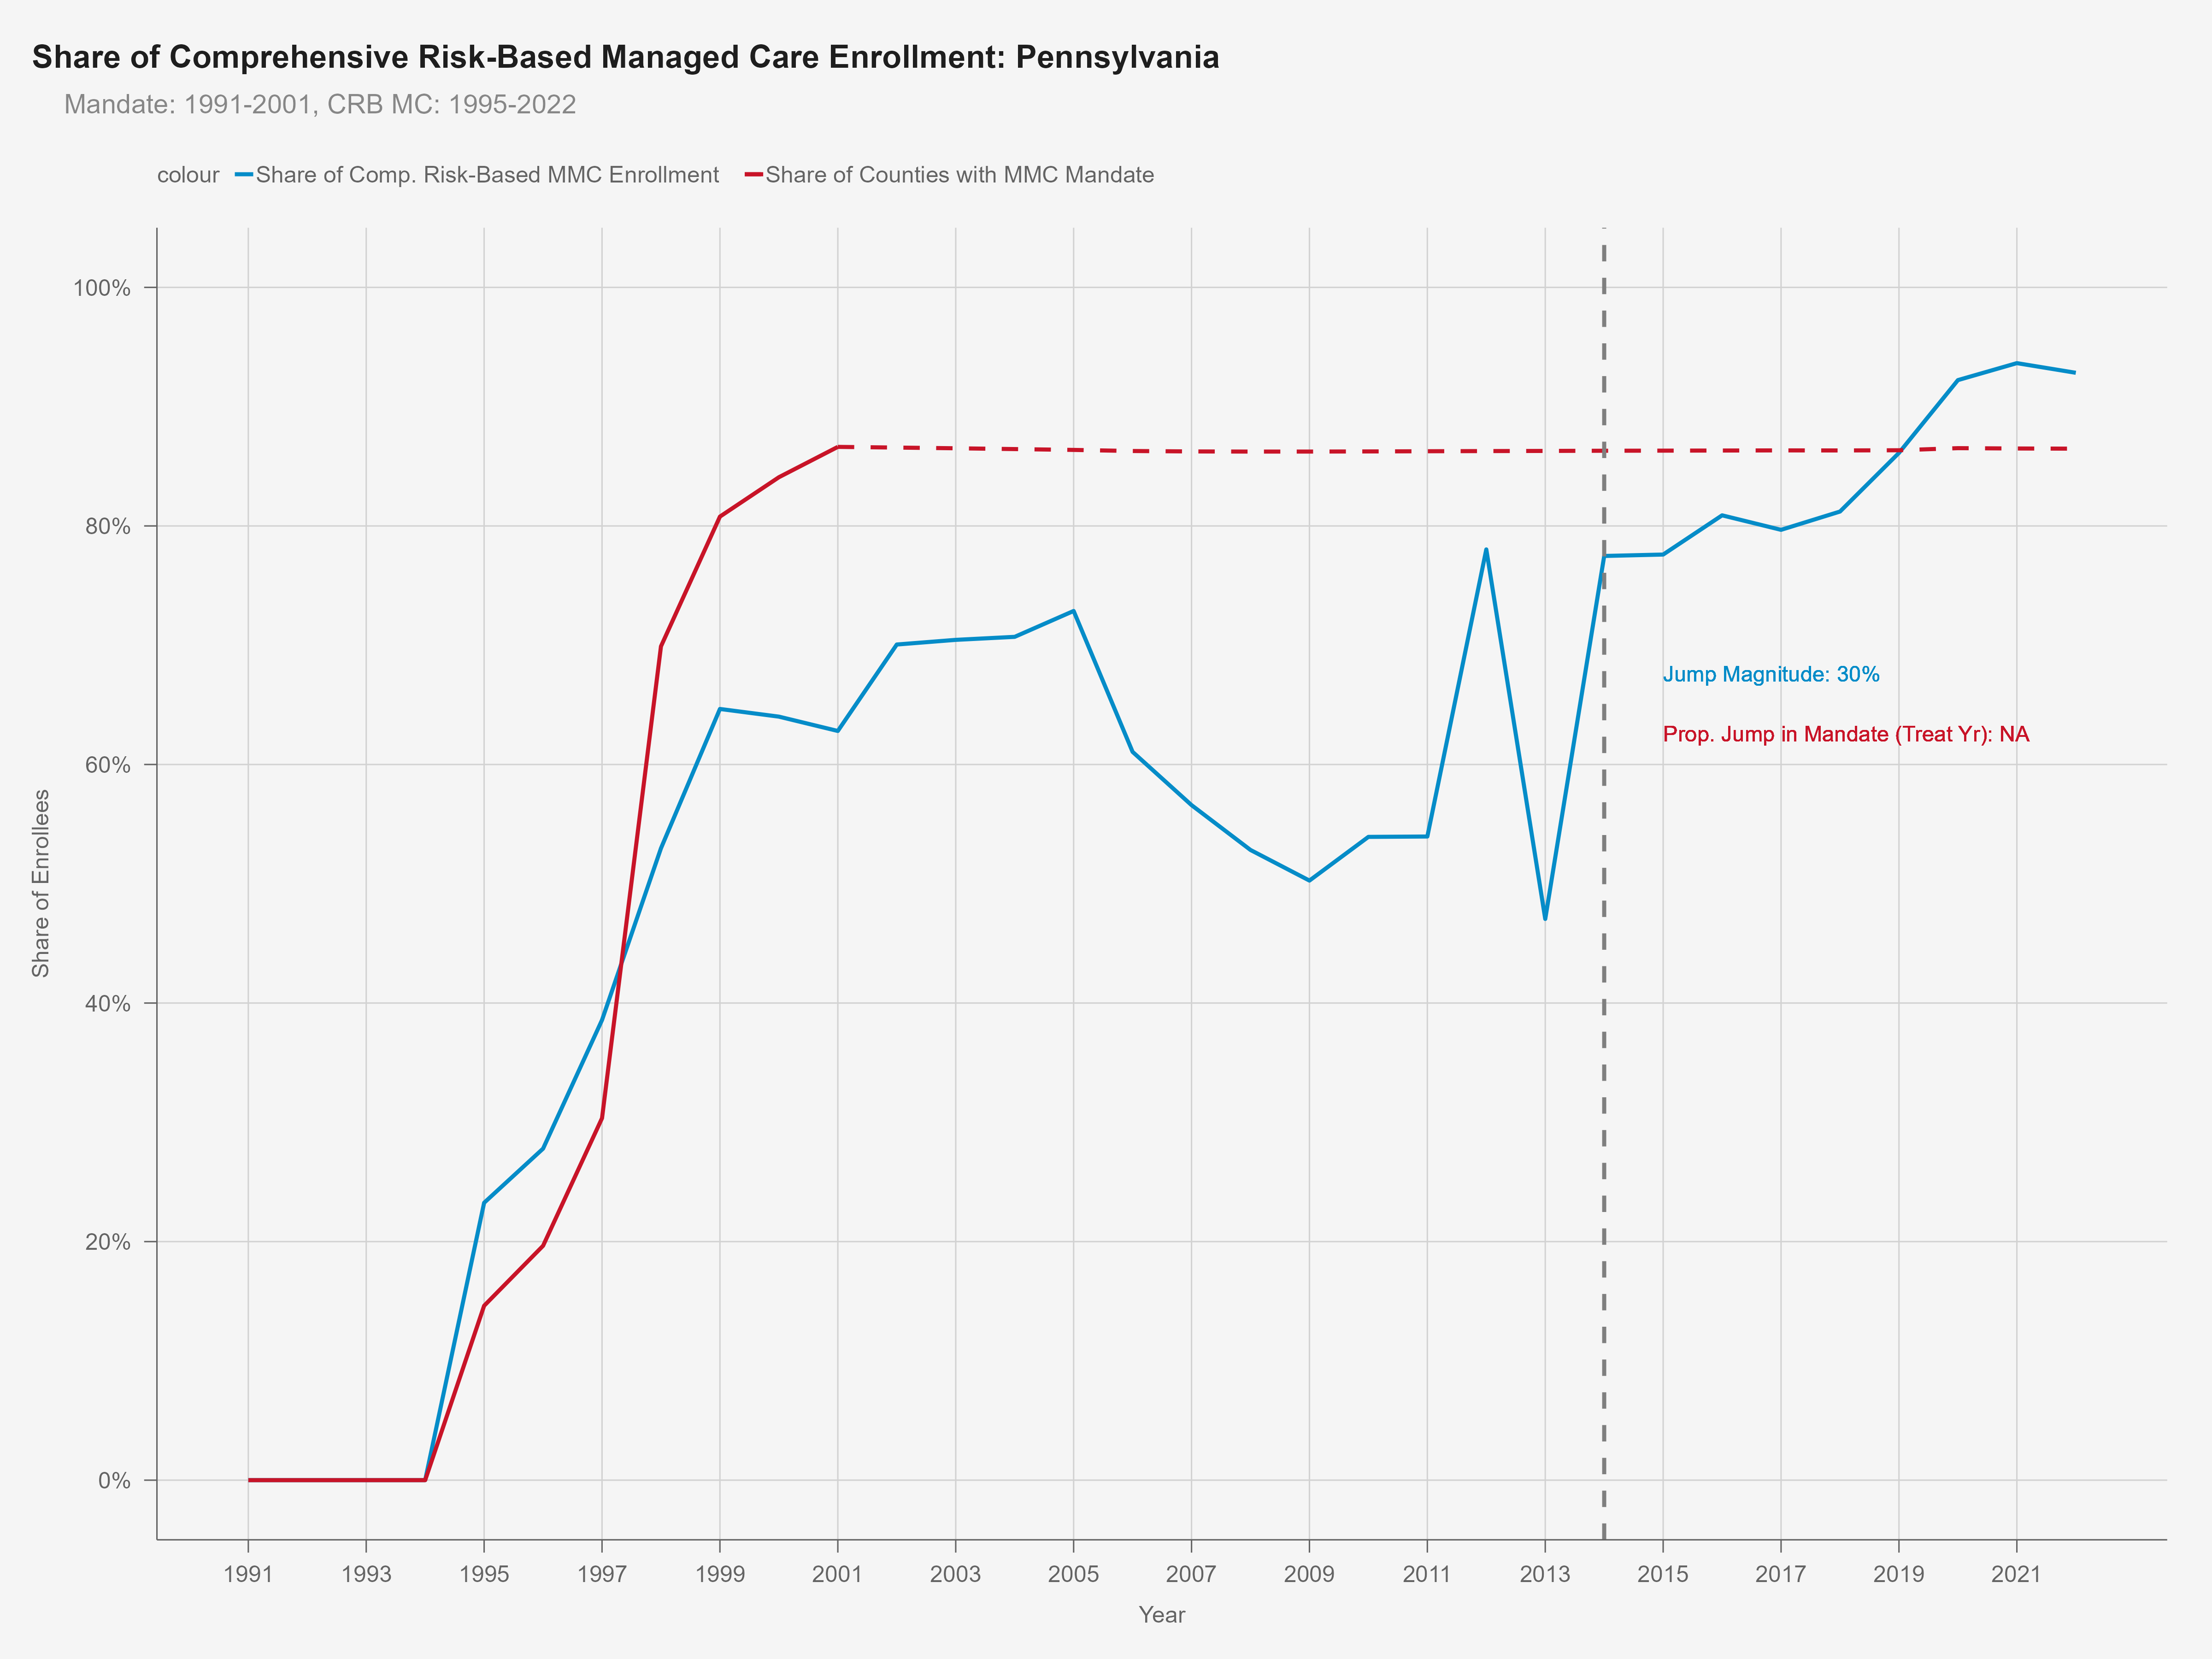 Share of Comprehensive Risk-Based Managed Care Enrollment: Pennsylvania
Mandate: 1991-2001, CRB MC: 1995-2022
colour Share of Comp. Risk-Based MMC Enrollment Share of Counties with MMC Mandate
100%
80%
60%
40%
20%
0%
Share of Enrollees
Jump Magnitude: 30%
Prop. Jump in Mandate (Treat Yr): NA
1991 1993 1995 1997 1999 2001 2003 2005 2007 2009 2011 2013 2015 2017 2019 2021
Year